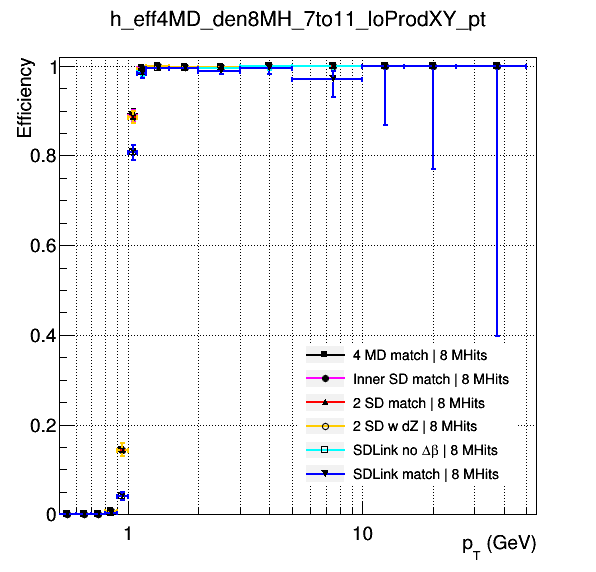 h_eff4MD_den8MH_7to11_loProdXY_pt
Efficiency
1
0.8
0.6
0.4
0.2
0
4 MD match | 8 MHits
Inner SD match | 8 MHits
2 SD match | 8 MHits
2 SD w dZ | 8 MHits
SDLink no Δβ | 8 MHits
SDLink match | 8 MHits
1
10
p_T (GeV)